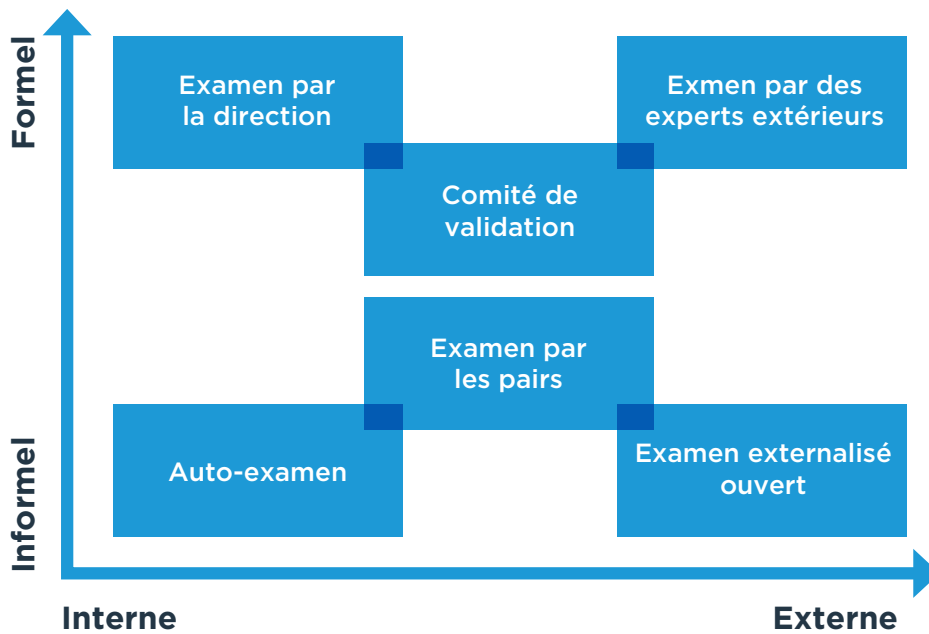 Formel
Examen par
la direction
Exmen par des
experts extérieurs
Comité de
validation
Examen par
les pairs
Informel
Auto-examen
Examen externalisé
ouvert
Interne
Externe